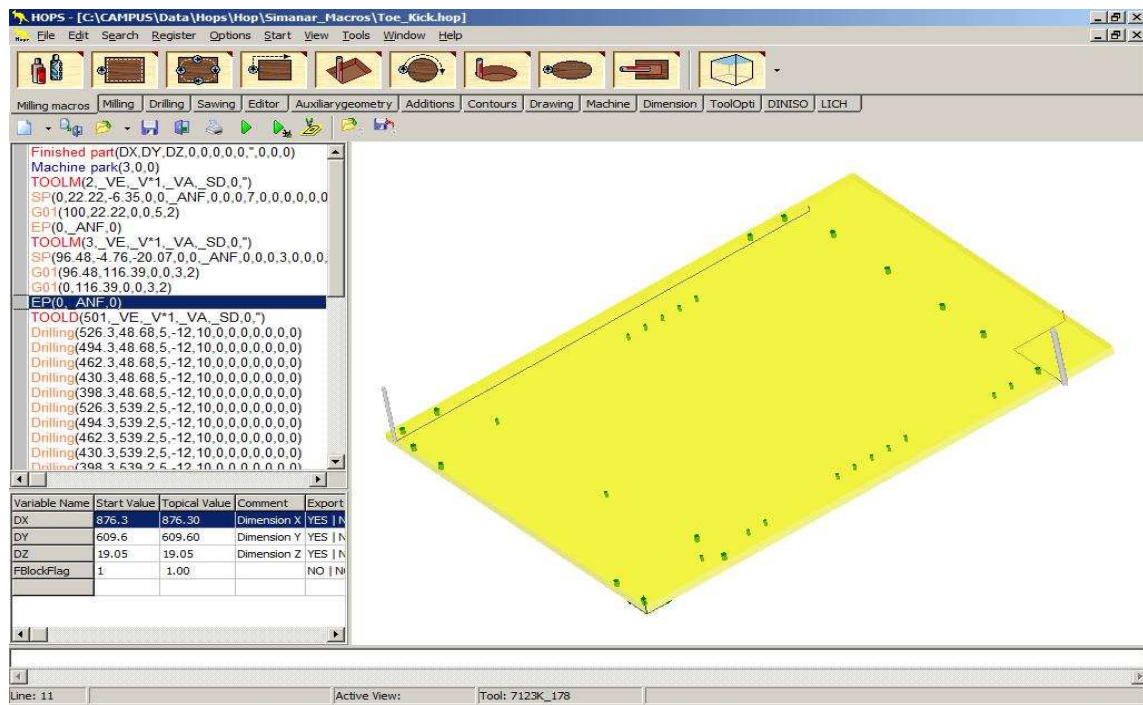 HOPS - [C:\CAMPUS\Data\Hops\Hop\Simanar_Macros\Toe_Kick.hop]
File Edit Search Register Options Start View Tools Window Help
Milling macros Milling Drilling Sawing Editor Auxiliarygeometry Additions Contours Drawing Machine Dimension ToolOpti DINISO LICH
Finished part(DX,DY,DZ,0,0,0,0,0,'',0,0,0)
Machine park(3,0,0)
TOOLM(2,_VE,_V*1,_VA,_SD,0,'')
SP(0,22.22,-6.35,0,0,_ANF,0,0,0,7,0,0,0,0,0,0
G01(100,22.22,0,0,5,2)
EP(0,_ANF,0)
TOOLM(3,_VE,_V*1,_VA,_SD,0,'')
SP(96.48,-4.76,-20.07,0,0,_ANF,0,0,0,3,0,0,0,
G01(96.48,116.39,0,0,3,2)
G01(0,116.39,0,0,3,2)
EP(0,_ANF,0)
TOOLD(501,_VE,_V*1,_VA,_SD,0,'')
Drilling(526.3,48.68,5,-12,10,0,0,0,0,0,0,0)
Drilling(494.3,48.68,5,-12,10,0,0,0,0,0,0,0)
Drilling(462.3,48.68,5,-12,10,0,0,0,0,0,0,0)
Drilling(430.3,48.68,5,-12,10,0,0,0,0,0,0,0)
Drilling(398.3,48.68,5,-12,10,0,0,0,0,0,0,0)
Drilling(526.3,539.2,5,-12,10,0,0,0,0,0,0,0)
Drilling(494.3,539.2,5,-12,10,0,0,0,0,0,0,0)
Drilling(462.3,539.2,5,-12,10,0,0,0,0,0,0,0)
Drilling(430.3,539.2,5,-12,10,0,0,0,0,0,0,0)
Drilling(398.3,539.2,5,-12,10,0,0,0,0,0,0,0)
Variable Name Start Value Topical Value Comment Export
DX 876.3 876.30 Dimension X YES | N
DY 609.6 609.60 Dimension Y YES | N
DZ 19.05 19.05 Dimension Z YES | N
FBlockFlag 1 1.00 NO | N
Line: 11 Active View: Tool: 7123K_178